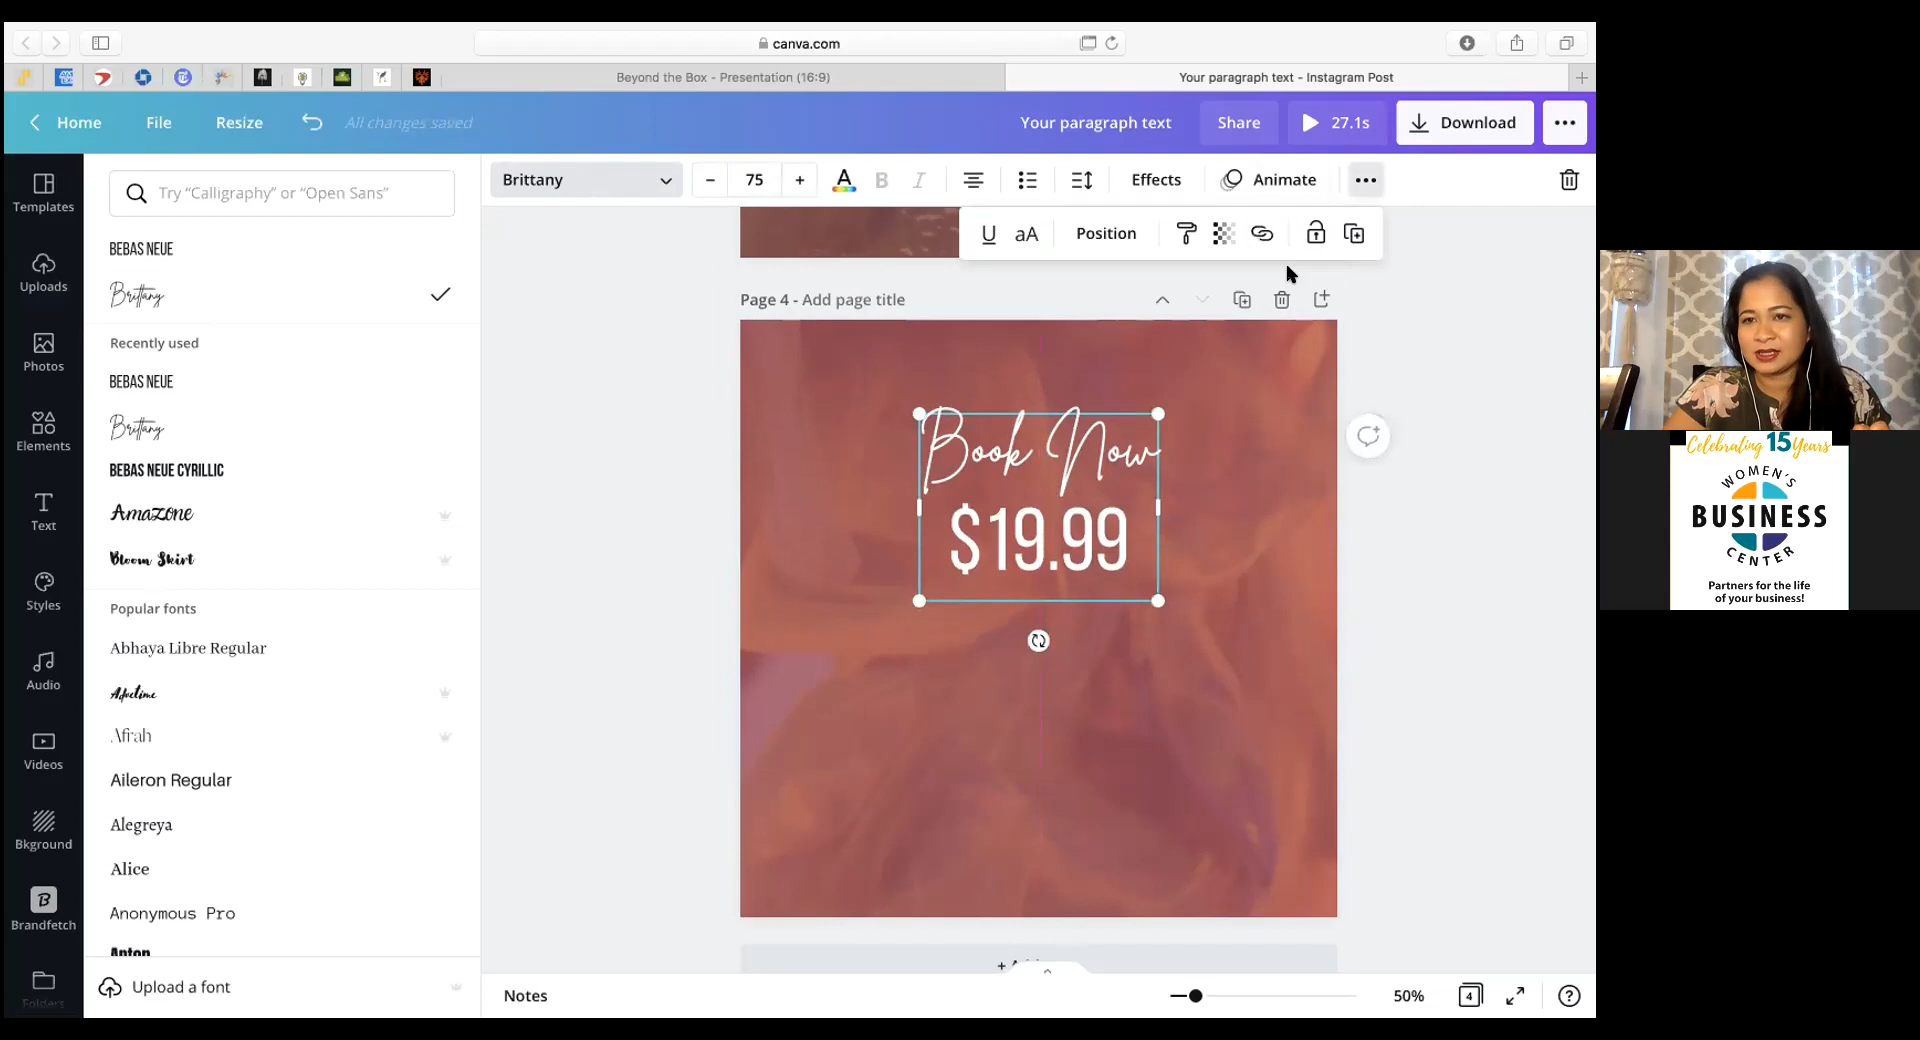 canva.com
Beyond the Box - Presentation (16:9)
Your paragraph text - Instagram Post
Home
File
Resize
All changes saved
Your paragraph text
Share
27.1s
Download
Templates
Uploads
Photos
Elements
Text
Styles
Audio
Videos
Bkground
Brandfetch
Folders
Try “Calligraphy” or “Open Sans”
BEBAS NEUE
Brittany
Recently used
BEBAS NEUE
Brittany
BEBAS NEUE CYRILLIC
Amazone
Bloom Skirt
Popular fonts
Abhaya Libre Regular
Advetime
Afrah
Aileron Regular
Alegreya
Alice
Anonymous Pro
Anton
Upload a font
Brittany
75
A
B
I
Effects
Animate
U
aA
Position
Page 4 - Add page title
Book Now
$19.99
Notes
50%
4
Celebrating 15 Years
WOMEN'S
BUSINESS
CENTER
Partners for the life
of your business!